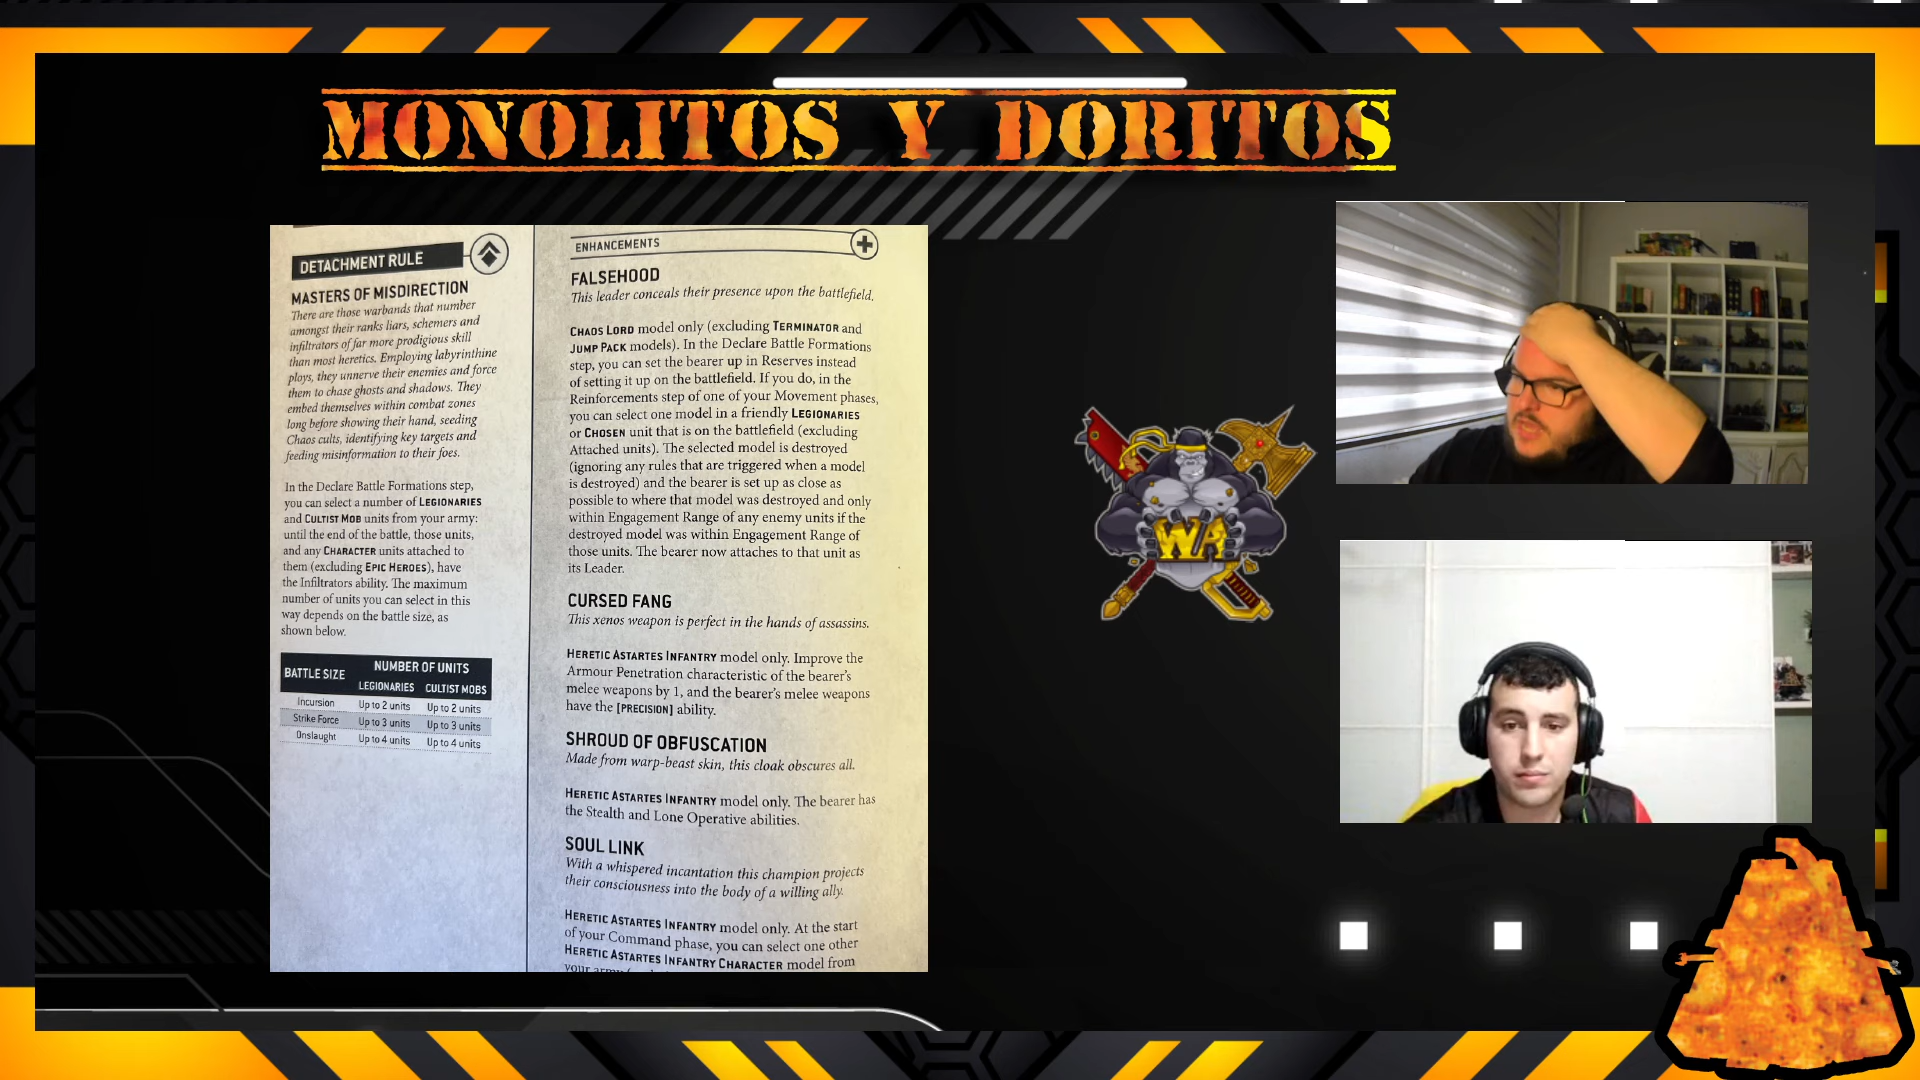 MONOLITOS Y DORITOS
DETACHMENT RULE
MASTERS OF MISDIRECTION
There are those warbands that number
amongst their ranks liars, schemers and
infiltrators of far more prodigious skill
than most heretics. Employing labyrinthine
ploys, they unnerve their enemies and force
them to chase ghosts and shadows. They
embed themselves within combat zones
long before showing their hand, seeding
Chaos cults, identifying key targets and
feeding misinformation to their foes.
In the Declare Battle Formations step,
you can select a number of LEGIONARIES
and CULTIST MOB units from your army:
until the end of the battle, those units,
and any CHARACTER units attached to
them (excluding EPIC HEROES), have
the Infiltrators ability. The maximum
number of units you can select in this
way depends on the battle size, as
shown below.
BATTLE SIZE NUMBER OF UNITS
LEGIONARIES CULTIST MOBS
Incursion Up to 2 units Up to 2 units
Strike Force Up to 3 units Up to 3 units
Onslaught Up to 4 units Up to 4 units
ENHANCEMENTS
FALSEHOOD
This leader conceals their presence upon the battlefield.
CHAOS LORD model only (excluding TERMINATOR and
JUMP PACK models). In the Declare Battle Formations
step, you can set the bearer up in Reserves instead
of setting it up on the battlefield. If you do, in the
Reinforcements step of one of your Movement phases,
you can select one model in a friendly LEGIONARIES
or CHOSEN unit that is on the battlefield (excluding
Attached units). The selected model is destroyed
(ignoring any rules that are triggered when a model
is destroyed) and the bearer is set up as close as
possible to where that model was destroyed and only
within Engagement Range of any enemy units if the
destroyed model was within Engagement Range of
those units. The bearer now attaches to that unit as
its Leader.
CURSED FANG
This xenos weapon is perfect in the hands of assassins.
HERETIC ASTARTES INFANTRY model only. Improve the
Armour Penetration characteristic of the bearer's
melee weapons by 1, and the bearer's melee weapons
have the [PRECISION] ability.
SHROUD OF OBFUSCATION
Made from warp-beast skin, this cloak obscures all.
HERETIC ASTARTES INFANTRY model only. The bearer has
the Stealth and Lone Operative abilities.
SOUL LINK
With a whispered incantation this champion projects
their consciousness into the body of a willing ally.
HERETIC ASTARTES INFANTRY model only. At the start
of your Command phase, you can select one other
HERETIC ASTARTES INFANTRY CHARACTER model from
your
WA